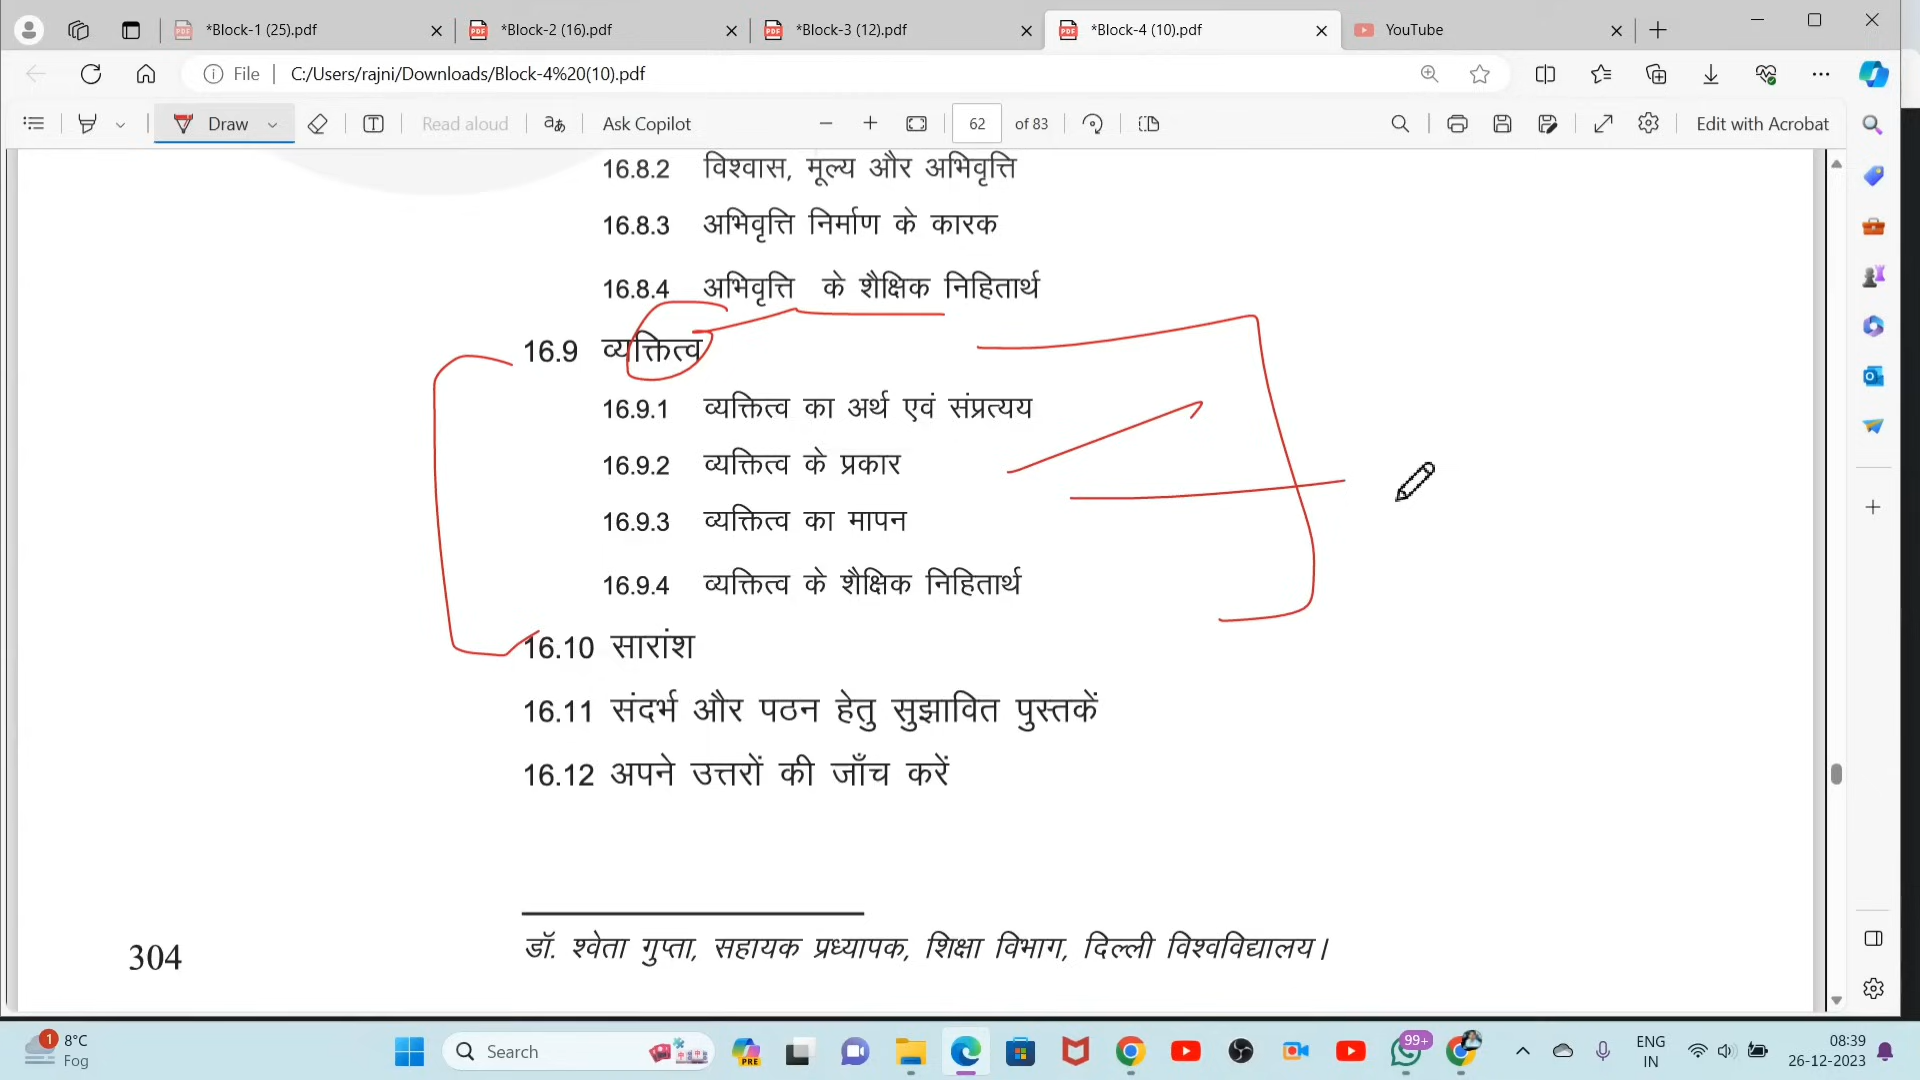 *Block-1 (25).pdf *Block-2 (16).pdf *Block-3 (12).pdf *Block-4 (10).pdf YouTube
File C:/Users/rajni/Downloads/Block-4%20(10).pdf
Draw Read aloud aあ Ask Copilot 62 of 83 Edit with Acrobat
16.8.2 विश्वास, मूल्य और अभिवृत्ति
16.8.3 अभिवृत्ति निर्माण के कारक
16.8.4 अभिवृत्ति के शैक्षिक निहितार्थ
16.9 व्यक्तित्व
16.9.1 व्यक्तित्व का अर्थ एवं संप्रत्यय
16.9.2 व्यक्तित्व के प्रकार
16.9.3 व्यक्तित्व का मापन
16.9.4 व्यक्तित्व के शैक्षिक निहितार्थ
16.10 सारांश
16.11 संदर्भ और पठन हेतु सुझावित पुस्तकें
16.12 अपने उत्तरों की जाँच करें
304
डॉ. श्वेता गुप्ता, सहायक प्रध्यापक, शिक्षा विभाग, दिल्ली विश्वविद्यालय।
1 8°C
Fog
Search
PRE
99+
ENG
IN
08:39
26-12-2023